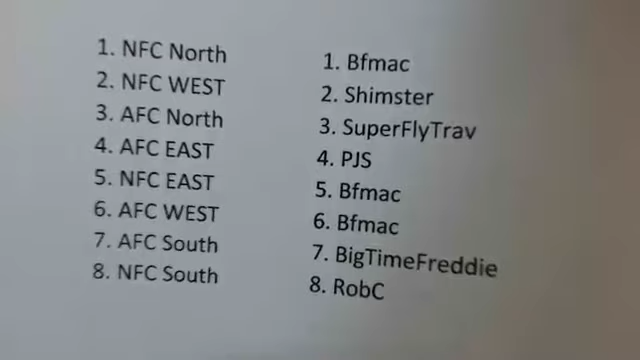 1. NFC North
2. NFC WEST
3. AFC North
4. AFC EAST
5. NFC EAST
6. AFC WEST
7. AFC South
8. NFC South
1. Bfmac
2. Shimster
3. SuperFlyTrav
4. PJS
5. Bfmac
6. Bfmac
7. BigTimeFreddie
8. RobC